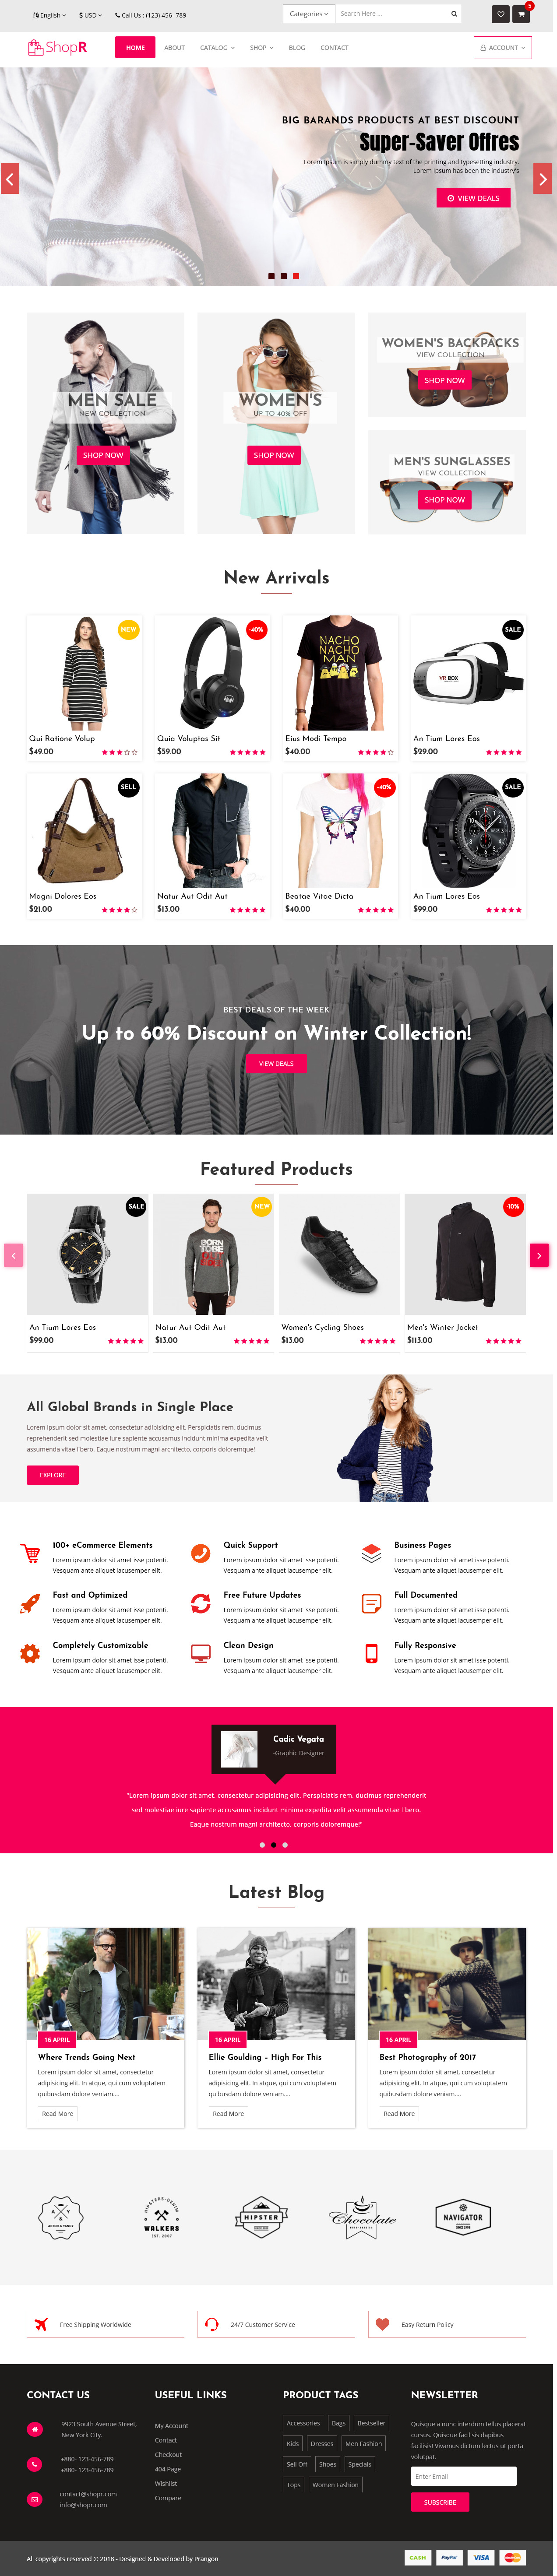 English
USD
Call Us : (123) 456- 789
Categories
Search Here ...
5
ShopR
HOME
ABOUT
CATALOG
SHOP
BLOG
CONTACT
ACCOUNT
BIG BARANDS PRODUCTS AT BEST DISCOUNT
Super-Saver Offres
Lorem Ipsum is simply dummy text of the printing and typesetting industry.
Lorem Ipsum has been the industry's
VIEW DEALS
MEN SALE
NEW COLLECTION
SHOP NOW
WOMEN'S
UP TO 40% OFF
SHOP NOW
WOMEN'S BACKPACKS
VIEW COLLECTION
SHOP NOW
MEN'S SUNGLASSES
VIEW COLLECTION
SHOP NOW
New Arrivals
NEW
Qui Ratione Volup
$49.00
-40%
Quia Voluptas Sit
$59.00
NACHO
NACHO
MAN
Eius Modi Tempo
$40.00
SALE
VR BOX
An Tium Lores Eos
$29.00
SELL
Magni Dolores Eos
$21.00
Natur Aut Odit Aut
$13.00
-40%
Beatae Vitae Dicta
$40.00
SALE
An Tium Lores Eos
$99.00
BEST DEALS OF THE WEEK
Up to 60% Discount on Winter Collection!
VIEW DEALS
Featured Products
SALE
An Tium Lores Eos
$99.00
NEW
BORN
TO BE
Natur Aut Odit Aut
$13.00
Women's Cycling Shoes
$13.00
-10%
Men's Winter Jacket
$113.00
All Global Brands in Single Place
Lorem ipsum dolor sit amet, consectetur adipisicing elit. Perspiciatis rem, ducimus
reprehenderit sed molestiae iure sapiente accusamus incidunt minima expedita velit
assumenda vitae libero. Eaque nostrum magni architecto, corporis doloremque!
EXPLORE
100+ eCommerce Elements
Lorem ipsum dolor sit amet isse potenti.
Vesquam ante aliquet lacusemper elit.
Quick Support
Lorem ipsum dolor sit amet isse potenti.
Vesquam ante aliquet lacusemper elit.
Business Pages
Lorem ipsum dolor sit amet isse potenti.
Vesquam ante aliquet lacusemper elit.
Fast and Optimized
Lorem ipsum dolor sit amet isse potenti.
Vesquam ante aliquet lacusemper elit.
Free Future Updates
Lorem ipsum dolor sit amet isse potenti.
Vesquam ante aliquet lacusemper elit.
Full Documented
Lorem ipsum dolor sit amet isse potenti.
Vesquam ante aliquet lacusemper elit.
Completely Customizable
Lorem ipsum dolor sit amet isse potenti.
Vesquam ante aliquet lacusemper elit.
Clean Design
Lorem ipsum dolor sit amet isse potenti.
Vesquam ante aliquet lacusemper elit.
Fully Responsive
Lorem ipsum dolor sit amet isse potenti.
Vesquam ante aliquet lacusemper elit.
Cadic Vegata
-Graphic Designer
"Lorem ipsum dolor sit amet, consectetur adipisicing elit. Perspiciatis rem, ducimus reprehenderit
sed molestiae iure sapiente accusamus incidunt minima expedita velit assumenda vitae libero.
Eaque nostrum magni architecto, corporis doloremque!"
Latest Blog
16 APRIL
Where Trends Going Next
Lorem ipsum dolor sit amet, consectetur
adipisicing elit. In atque, qui cum voluptatem
quibusdam dolore veniam....
Read More
16 APRIL
Ellie Goulding – High For This
Lorem ipsum dolor sit amet, consectetur
adipisicing elit. In atque, qui cum voluptatem
quibusdam dolore veniam....
Read More
16 APRIL
Best Photography of 2017
Lorem ipsum dolor sit amet, consectetur
adipisicing elit. In atque, qui cum voluptatem
quibusdam dolore veniam....
Read More
HIPSTERS-DENIM
WALKERS
EST. 2007
HIPSTER
Chocolate
NAVIGATOR
SINCE 1995
Free Shipping Worldwide
24/7 Customer Service
Easy Return Policy
CONTACT US
9923 South Avenue Street,
New York City.
+880- 123-456-789
+880- 123-456-789
contact@shopr.com
info@shopr.com
USEFUL LINKS
My Account
Contact
Checkout
404 Page
Wishlist
Compare
PRODUCT TAGS
Accessories
Bags
Bestseller
Kids
Dresses
Men Fashion
Sell Off
Shoes
Specials
Tops
Women Fashion
NEWSLETTER
Quisque a nunc interdum tellus placerat
cursus. Quisque facilisis dapibus
facilisis! Vivamus dictum lectus ut porta
volutpat.
Enter Email
SUBSCRIBE
All copyrights reserved © 2018 - Designed & Developed by Prangon
CASH
PayPal
VISA
MasterCard